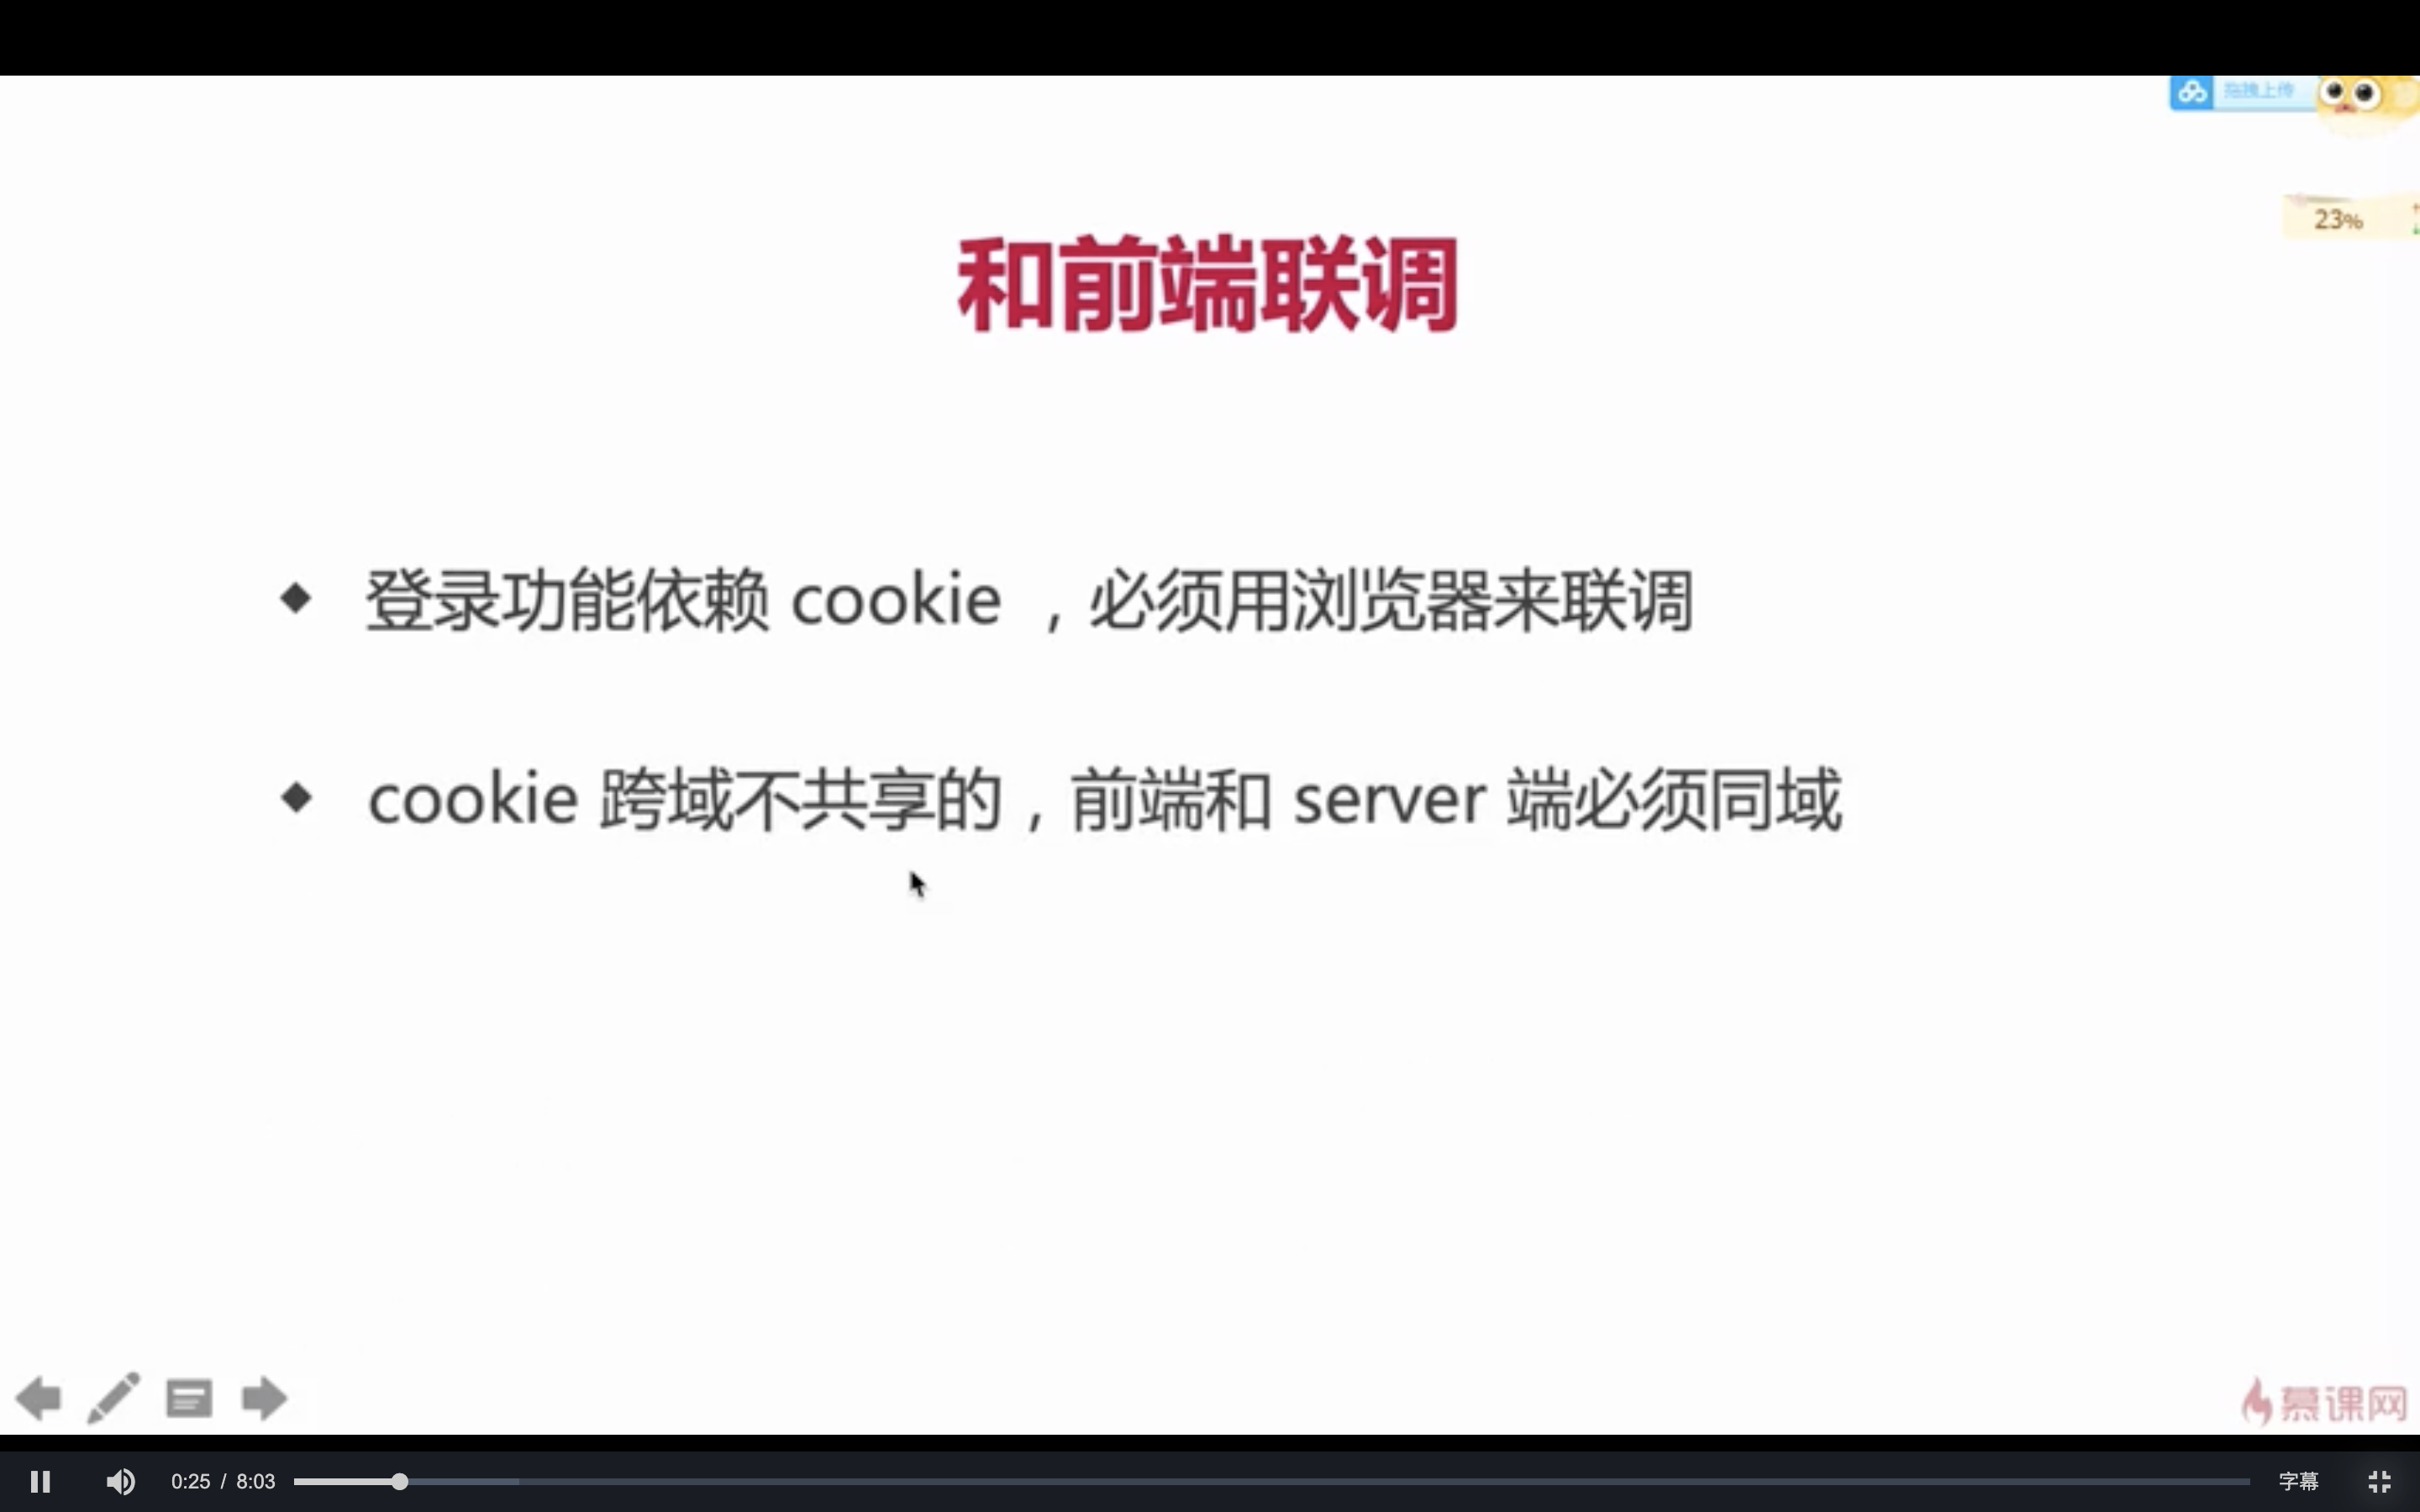 拖拽上传
23%
和前端联调
◆ 登录功能依赖 cookie ，必须用浏览器来联调
◆ cookie 跨域不共享的，前端和 server 端必须同域
慕课网
0:25 / 8:03
字幕